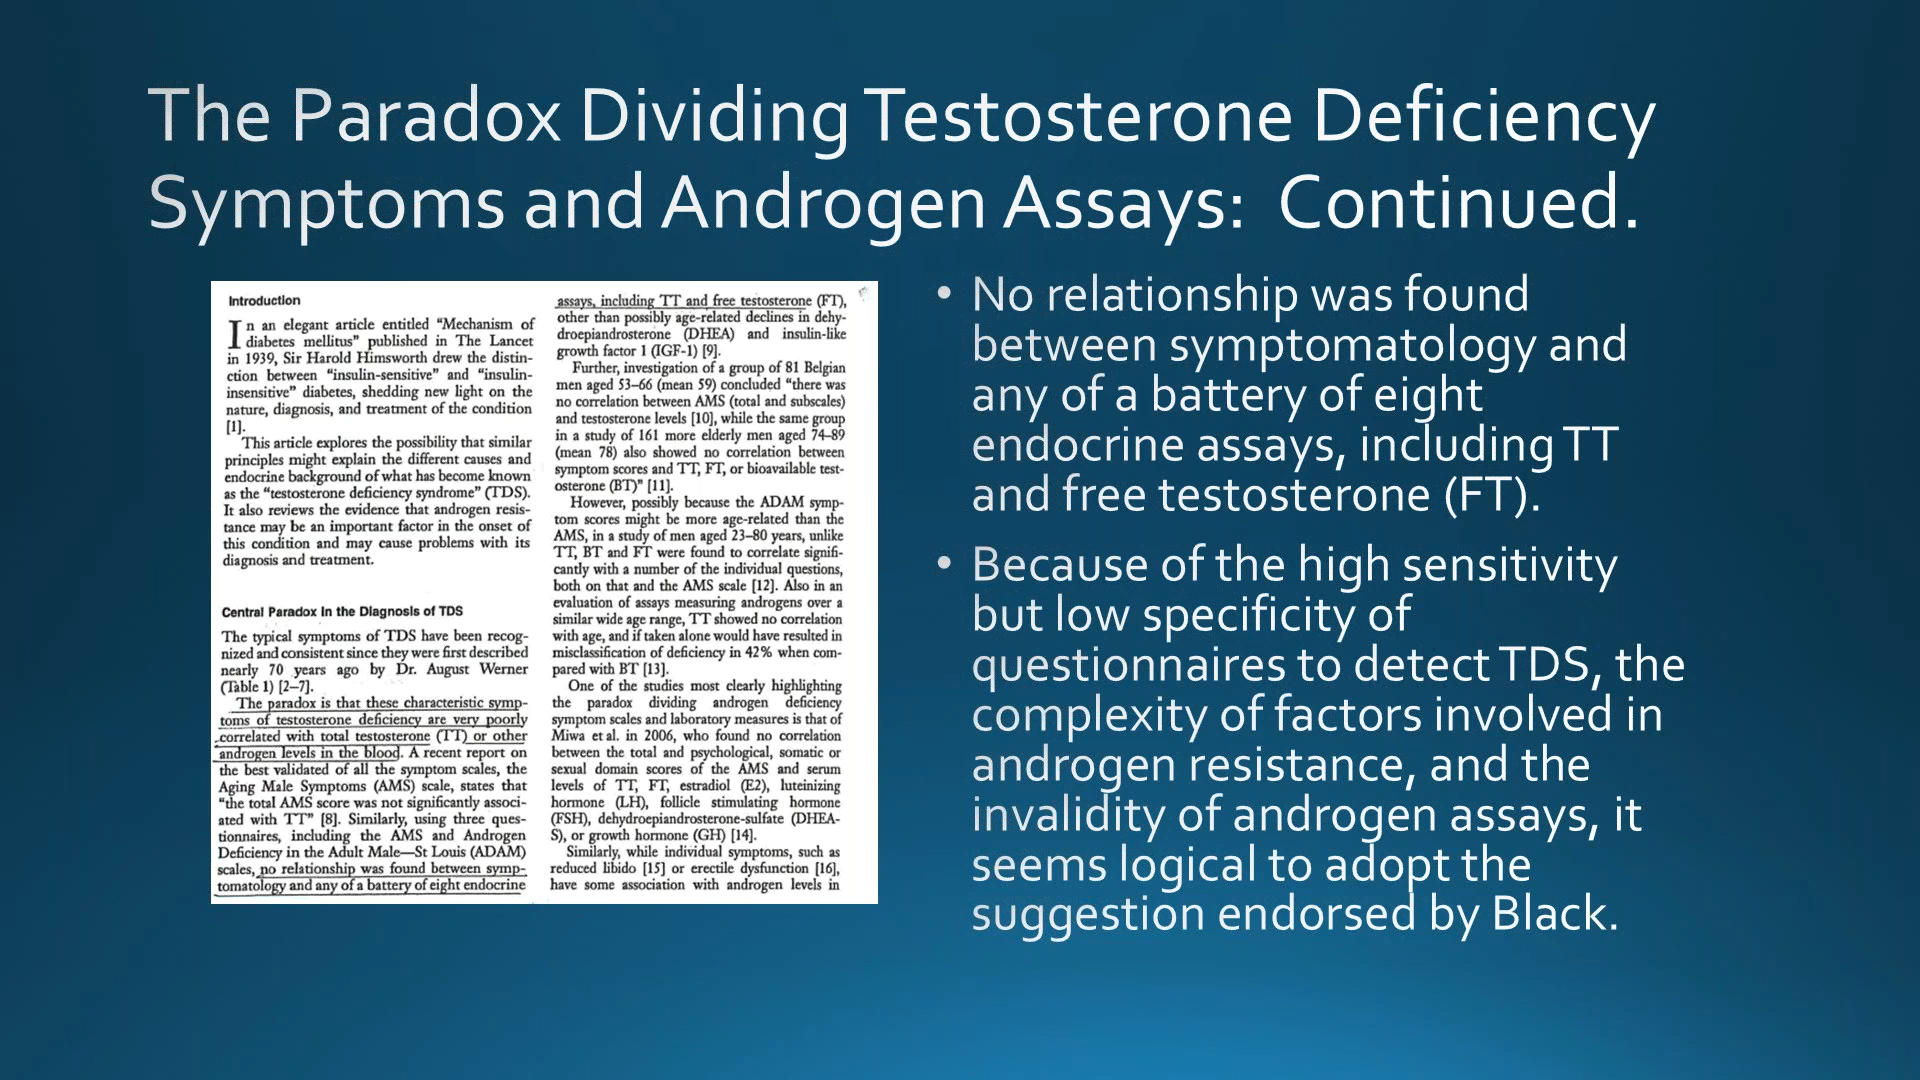 The Paradox Dividing Testosterone Deficiency
Symptoms and Androgen Assays:  Continued.
Introduction
In an elegant article entitled “Mechanism of
diabetes mellitus” published in The Lancet
in 1939, Sir Harold Himsworth drew the distin-
ction between “insulin-sensitive” and “insulin-
insensitive” diabetes, shedding new light on the
nature, diagnosis, and treatment of the condition
[1].
This article explores the possibility that similar
principles might explain the different causes and
endocrine background of what has become known
as the “testosterone deficiency syndrome” (TDS).
It also reviews the evidence that androgen resis-
tance may be an important factor in the onset of
this condition and may cause problems with its
diagnosis and treatment.
Central Paradox in the Diagnosis of TDS
The typical symptoms of TDS have been recog-
nized and consistent since they were first described
nearly 70 years ago by Dr. August Werner
(Table 1) [2–7].
The paradox is that these characteristic symp-
toms of testosterone deficiency are very poorly
correlated with total testosterone (TT) or other
androgen levels in the blood. A recent report on
the best validated of all the symptom scales, the
Aging Male Symptoms (AMS) scale, states that
“the total AMS score was not significantly associ-
ated with TT” [8]. Similarly, using three ques-
tionnaires, including the AMS and Androgen
Deficiency in the Adult Male—St Louis (ADAM)
scales, no relationship was found between symp-
tomatology and any of a battery of eight endocrine
assays, including TT and free testosterone (FT),
other than possibly age-related declines in dehy-
droepiandrosterone (DHEA) and insulin-like
growth factor 1 (IGF-1) [9].
Further, investigation of a group of 81 Belgian
men aged 53–66 (mean 59) concluded “there was
no correlation between AMS (total and subscales)
and testosterone levels [10], while the same group
in a study of 161 more elderly men aged 74–89
(mean 78) also showed no correlation between
symptom scores and TT, FT, or bioavailable test-
osterone (BT)” [11].
However, possibly because the ADAM symp-
tom scores might be more age-related than the
AMS, in a study of men aged 23–80 years, unlike
TT, BT and FT were found to correlate signifi-
cantly with a number of the individual questions,
both on that and the AMS scale [12]. Also in an
evaluation of assays measuring androgens over a
similar wide age range, TT showed no correlation
with age, and if taken alone would have resulted in
misclassification of deficiency in 42% when com-
pared with BT [13].
One of the studies most clearly highlighting
the paradox dividing androgen deficiency
symptom scales and laboratory measures is that of
Miwa et al. in 2006, who found no correlation
between the total and psychological, somatic or
sexual domain scores of the AMS and serum
levels of TT, FT, estradiol (E2), luteinizing
hormone (LH), follicle stimulating hormone
(FSH), dehydroepiandrosterone-sulfate (DHEA-
S), or growth hormone (GH) [14].
Similarly, while individual symptoms, such as
reduced libido [15] or erectile dysfunction [16],
have some association with androgen levels in
• No relationship was found
between symptomatology and
any of a battery of eight
endocrine assays, including TT
and free testosterone (FT).
• Because of the high sensitivity
but low specificity of
questionnaires to detect TDS, the
complexity of factors involved in
androgen resistance, and the
invalidity of androgen assays, it
seems logical to adopt the
suggestion endorsed by Black.